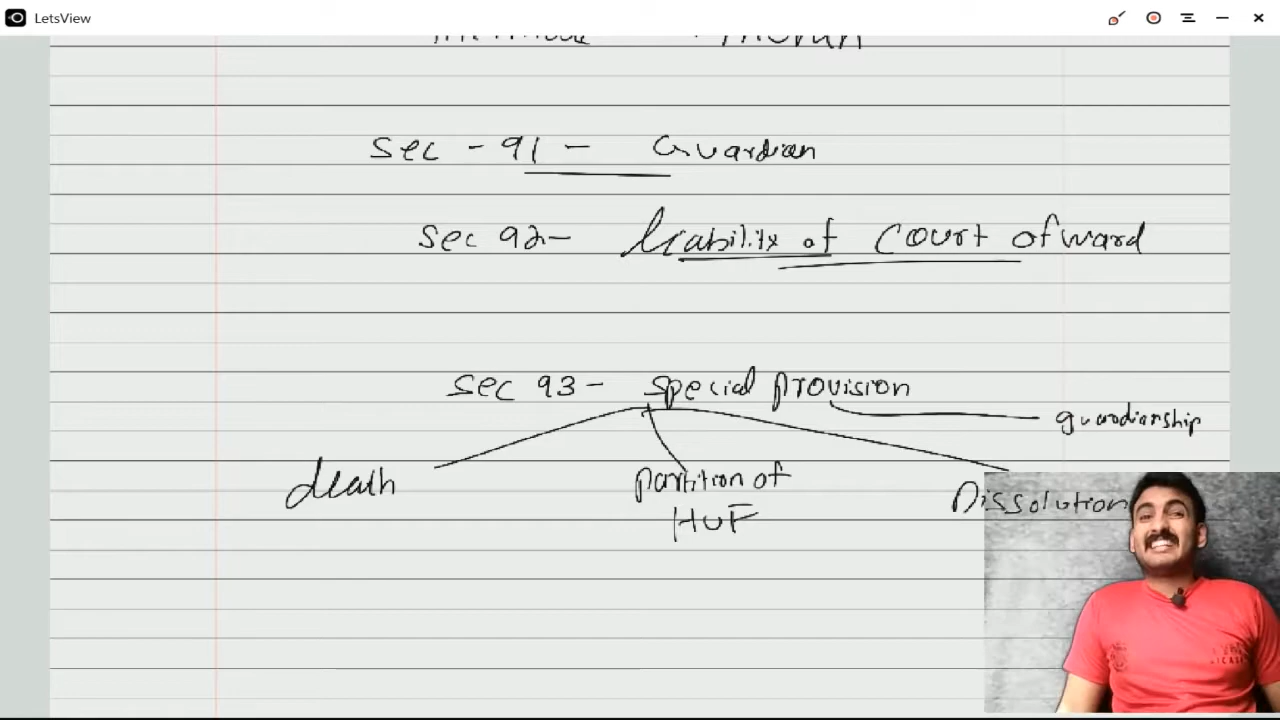 LetsView
sec - 91 - Guardian
sec 92 - liability of court of ward
sec 93 - special provision
guardianship
death
partition of
HUF
Dissolution